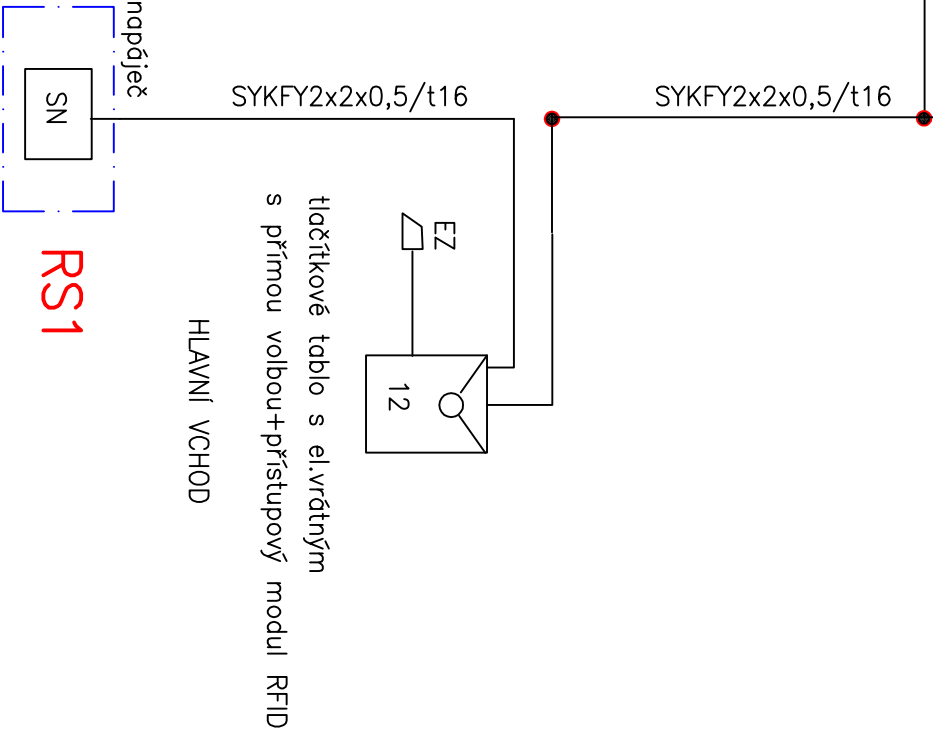 napáječ
SN
RS1
SYKFY2x2x0,5/t16
SYKFY2x2x0,5/t16
EZ
12
tlačítkové tablo s el.vrátným
s přímou volbou+přístupový modul RFID
HLAVNÍ VCHOD